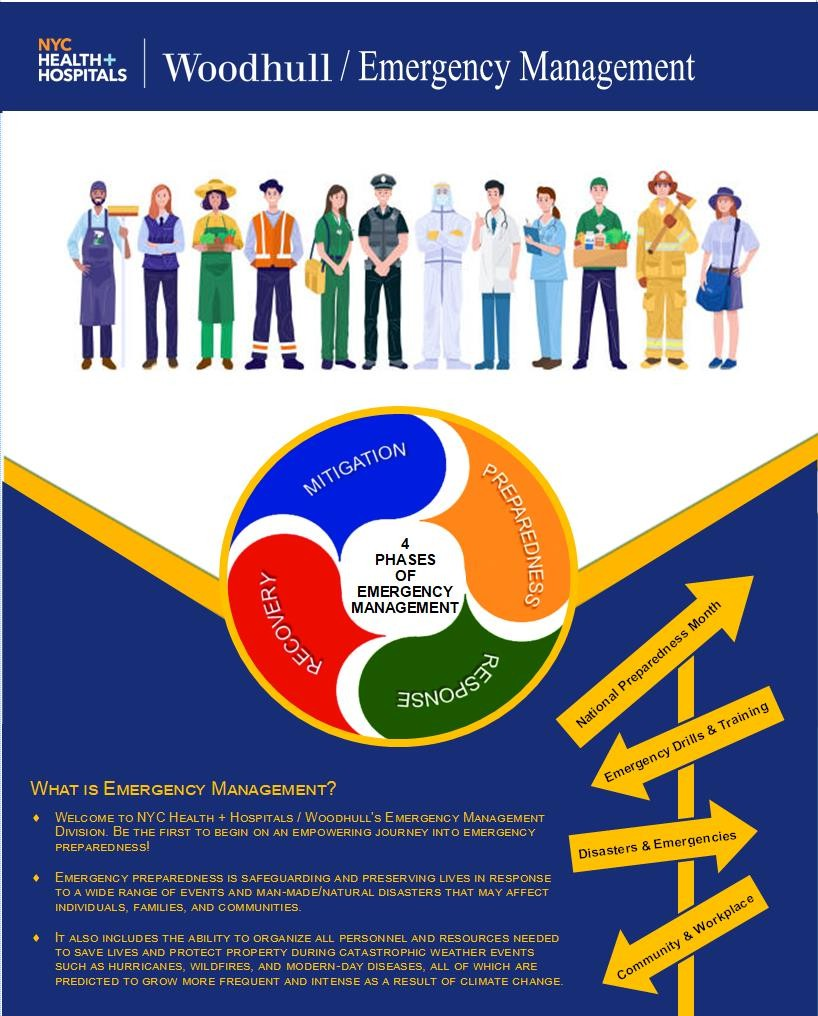 NYC
HEALTH+
HOSPITALS
Woodhull / Emergency Management
MITIGATION
PREPAREDNESS
4
PHASES
OF
EMERGENCY
MANAGEMENT
RECOVERY
RESPONSE
National Preparedness Month
Emergency Drills & Training
Disasters & Emergencies
Community & Workplace
WHAT IS EMERGENCY MANAGEMENT?
♦ WELCOME TO NYC HEALTH + HOSPITALS / WOODHULL'S EMERGENCY MANAGEMENT
DIVISION. BE THE FIRST TO BEGIN ON AN EMPOWERING JOURNEY INTO EMERGENCY
PREPAREDNESS!
♦ EMERGENCY PREPAREDNESS IS SAFEGUARDING AND PRESERVING LIVES IN RESPONSE
TO A WIDE RANGE OF EVENTS AND MAN-MADE/NATURAL DISASTERS THAT MAY AFFECT
INDIVIDUALS, FAMILIES, AND COMMUNITIES.
♦ IT ALSO INCLUDES THE ABILITY TO ORGANIZE ALL PERSONNEL AND RESOURCES NEEDED
TO SAVE LIVES AND PROTECT PROPERTY DURING CATASTROPHIC WEATHER EVENTS
SUCH AS HURRICANES, WILDFIRES, AND MODERN-DAY DISEASES, ALL OF WHICH ARE
PREDICTED TO GROW MORE FREQUENT AND INTENSE AS A RESULT OF CLIMATE CHANGE.